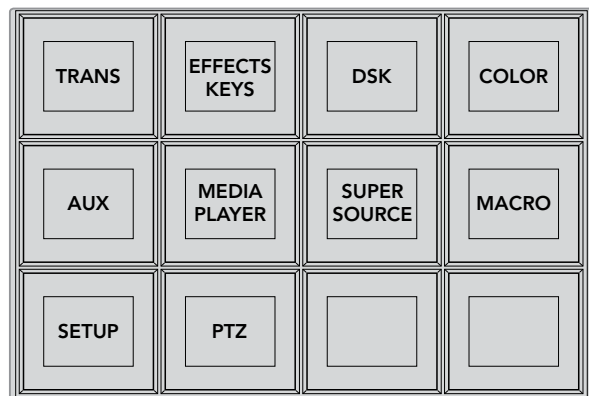 TRANS
EFFECTS
KEYS
DSK
COLOR
AUX
MEDIA
PLAYER
SUPER
SOURCE
MACRO
SETUP
PTZ